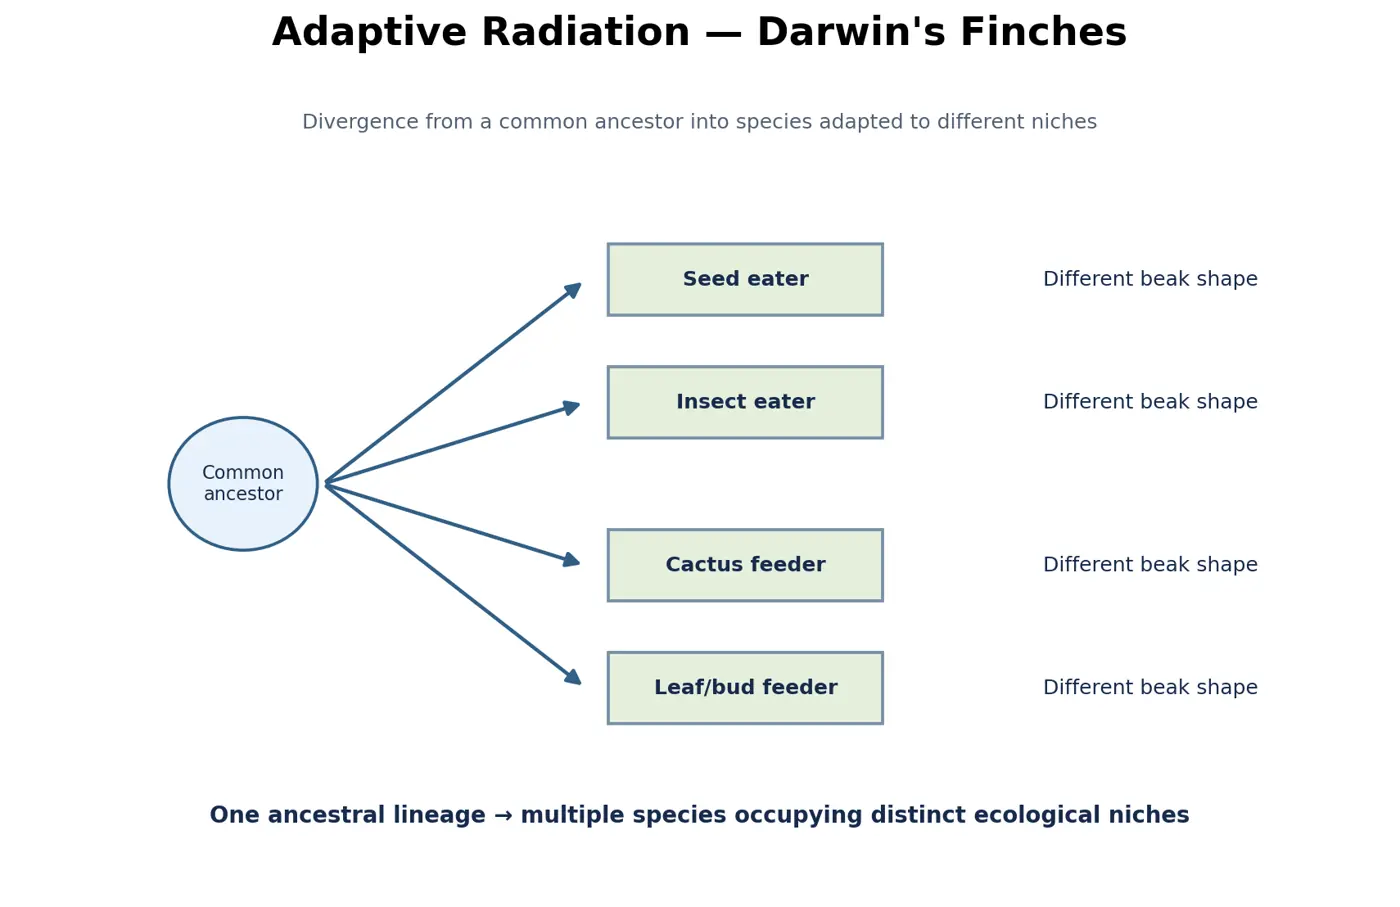 Adaptive Radiation — Darwin's Finches
Divergence from a common ancestor into species adapted to different niches
Seed eater
Different beak shape
Insect eater
Different beak shape
Common
ancestor
Cactus feeder
Different beak shape
Leaf/bud feeder
Different beak shape
One ancestral lineage → multiple species occupying distinct ecological niches